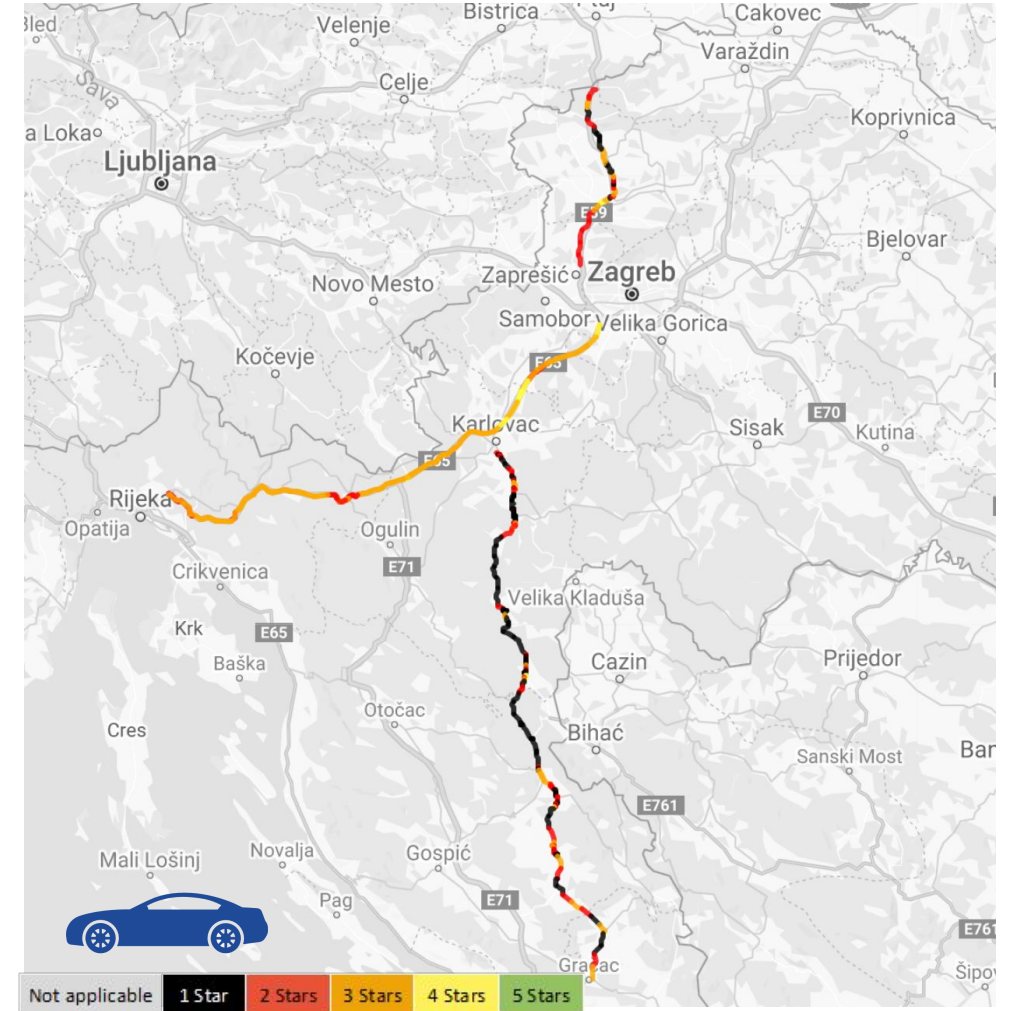 Bistrica
Ptuj
Cakovec
Bled
Velenje
Varaždin
Celje
Sava
Koprivnica
a Loka
Ljubljana
E59
Bjelovar
Zaprešić
Zagreb
Novo Mesto
Samobor
Velika Gorica
Kočevje
E65
E70
Karlovac
Sisak
Kutina
E65
Rijeka
Opatija
Ogulin
E71
Crikvenica
Velika Kladuša
Krk
E65
Baška
Cazin
Prijedor
Otočac
Cres
Bihać
Sanski Most
Ban
E761
Novalja
Gospić
Mali Lošinj
Pag
E71
E761
Gračac
Šipov
Not applicable
1 Star
2 Stars
3 Stars
4 Stars
5 Stars